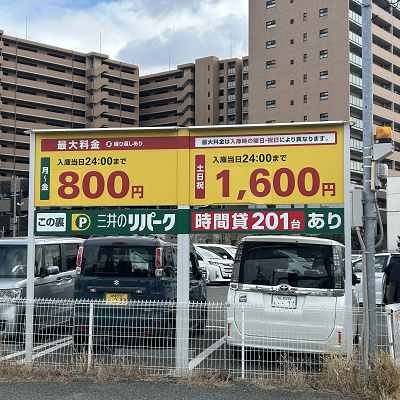 最大料金 ※繰り返しあり
月～金
入庫当日24:00まで
800円
最大料金は入庫時の曜日・祝日により異なります。
土日祝
入庫当日24:00まで
1,600円
この裏 P 三井のリパーク
時間貸201台 あり